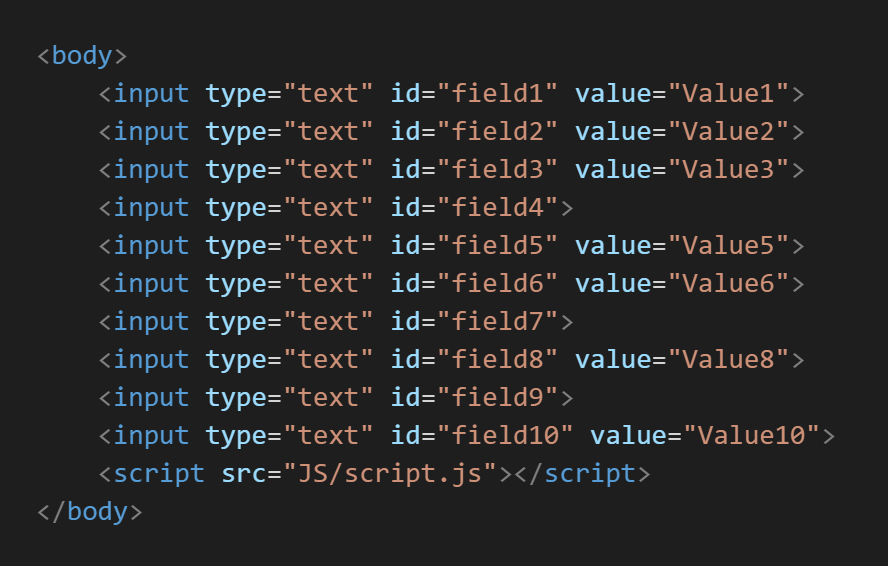 <body>
    <input type="text" id="field1" value="Value1">
    <input type="text" id="field2" value="Value2">
    <input type="text" id="field3" value="Value3">
    <input type="text" id="field4">
    <input type="text" id="field5" value="Value5">
    <input type="text" id="field6" value="Value6">
    <input type="text" id="field7">
    <input type="text" id="field8" value="Value8">
    <input type="text" id="field9">
    <input type="text" id="field10" value="Value10">
    <script src="JS/script.js"></script>
</body>